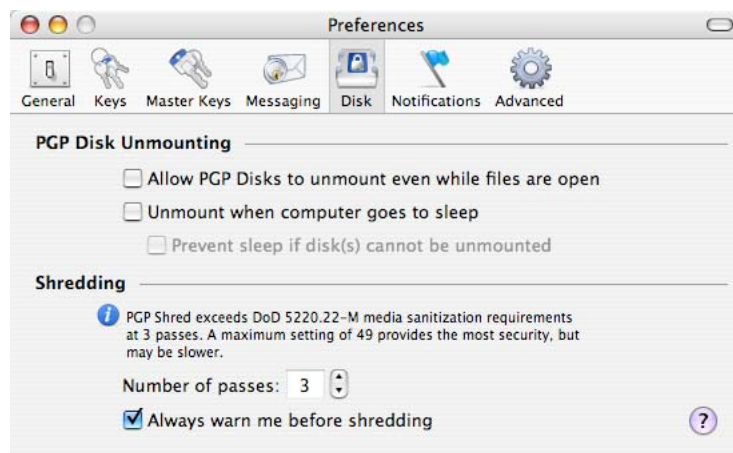 Preferences
General Keys Master Keys Messaging Disk Notifications Advanced
PGP Disk Unmounting
Allow PGP Disks to unmount even while files are open
Unmount when computer goes to sleep
Prevent sleep if disk(s) cannot be unmounted
Shredding
PGP Shred exceeds DoD 5220.22-M media sanitization requirements
at 3 passes. A maximum setting of 49 provides the most security, but
may be slower.
Number of passes: 3
Always warn me before shredding
?